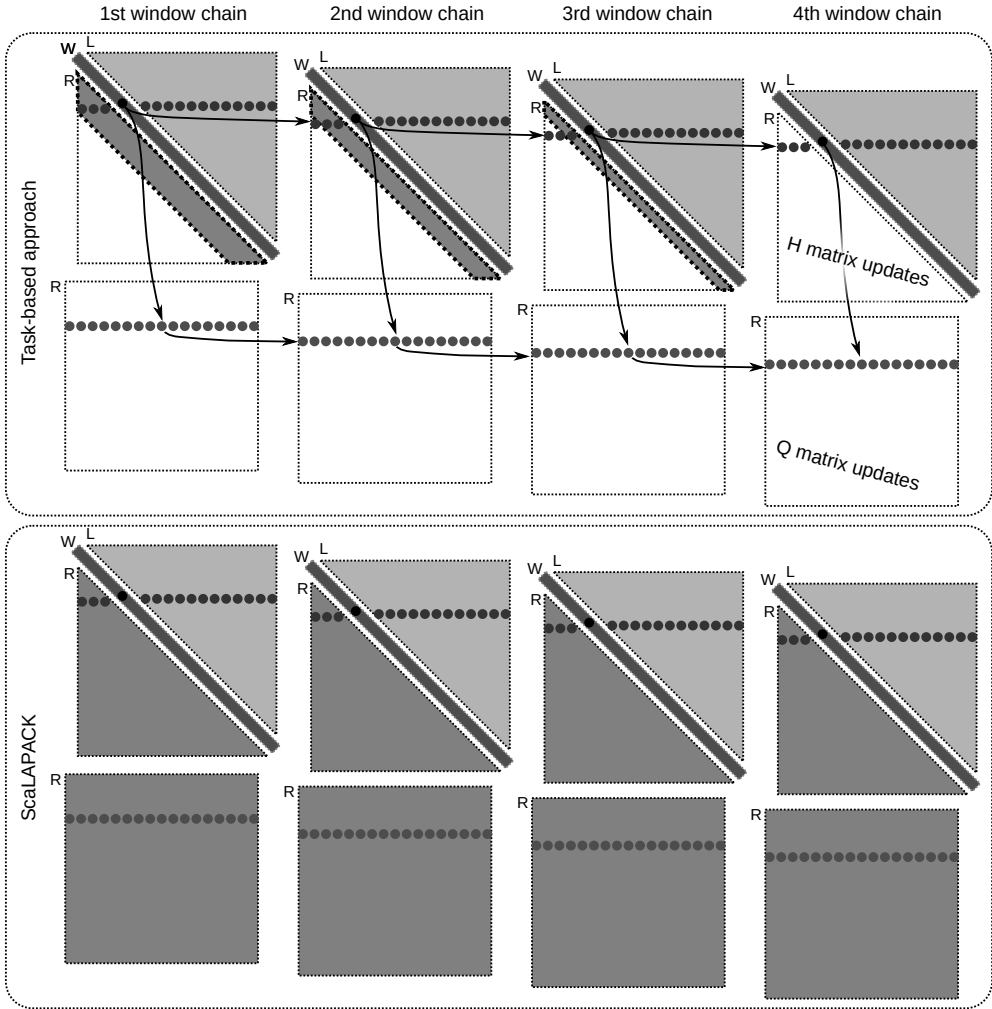 1st window chain
2nd window chain
3rd window chain
4th window chain
Task-based approach
W
L
R
W
L
R
W
L
R
W
L
R
H matrix updates
R
R
R
R
Q matrix updates
ScaLAPACK
W
L
R
W
L
R
W
L
R
W
L
R
R
R
R
R